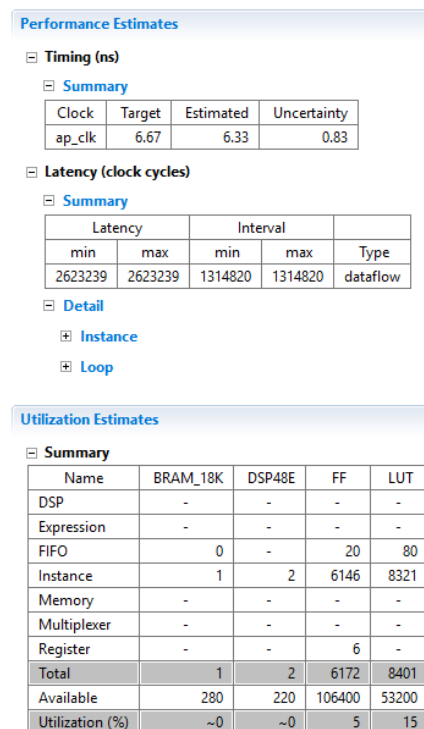 Performance Estimates
Timing (ns)
Summary
Clock Target Estimated Uncertainty
ap_clk 6.67 6.33 0.83
Latency (clock cycles)
Summary
Latency Interval
min max min max Type
2623239 2623239 1314820 1314820 dataflow
Detail
Instance
Loop
Utilization Estimates
Summary
Name BRAM_18K DSP48E FF LUT
DSP - - - -
Expression - - - -
FIFO 0 - 20 80
Instance 1 2 6146 8321
Memory - - - -
Multiplexer - - - -
Register - - 6 -
Total 1 2 6172 8401
Available 280 220 106400 53200
Utilization (%) ~0 ~0 5 15